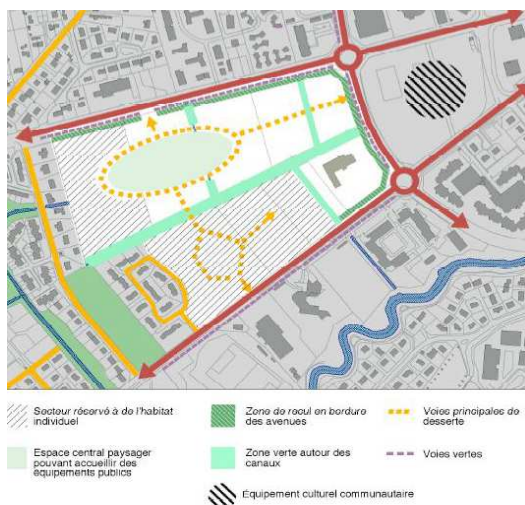 Secteur réservé à de l'habitat
individuel
Zone de recul en bordure
des avenues
Voies principales de
desserte
Espace central paysager
pouvant accueillir des
équipements publics
Zone verte autour des
canaux
Voies vertes
Équipement culturel communautaire